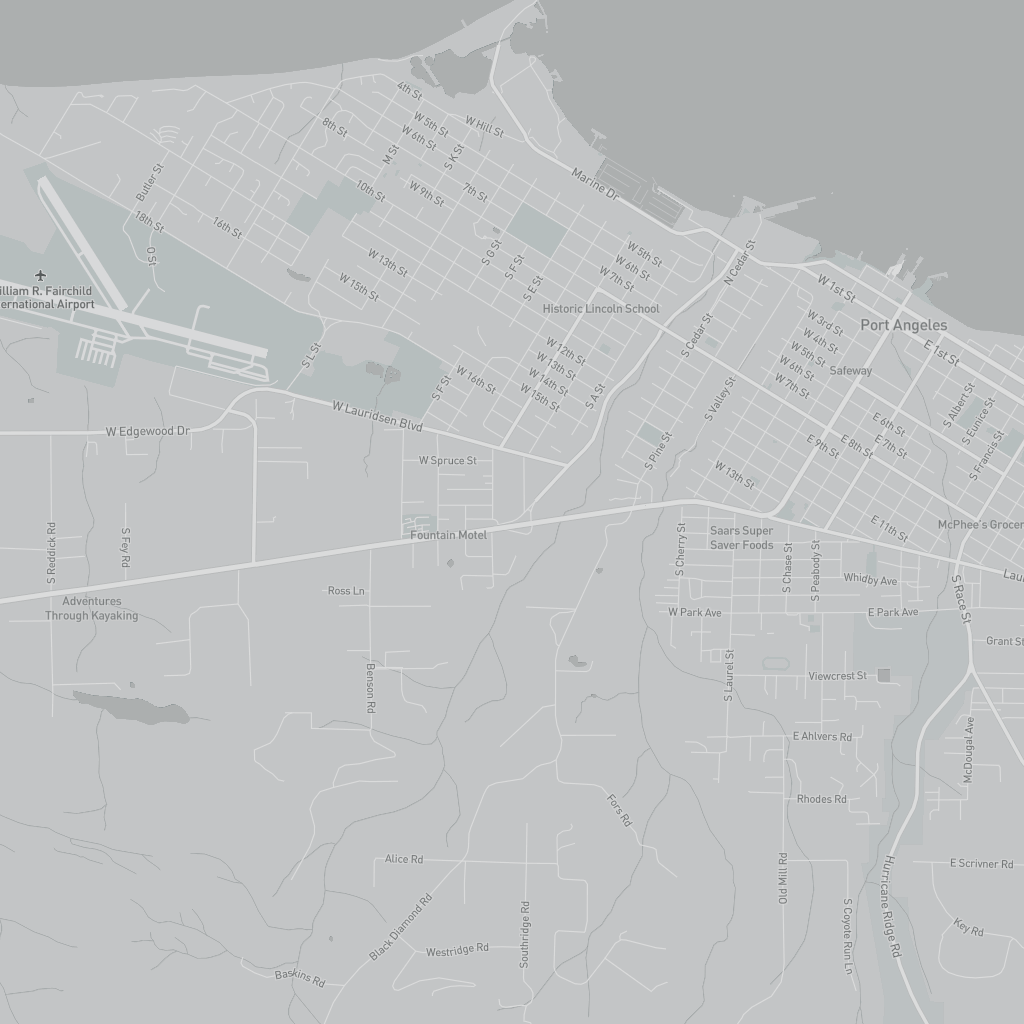 4th St
W 5th St
W Hill St
8th St
W 6th St
M St
S K St
Butler St
10th St
W 9th St
7th St
Marine Dr
18th St
16th St
O St
W 13th St
S G St
S F St
S E St
W 5th St
W 6th St
W 7th St
N Cedar St
William R. Fairchild
International Airport
W 15th St
Historic Lincoln School
W 1st St
W 3rd St
W 4th St
W 5th St
W 6th St
W 7th St
Port Angeles
E 1st St
Safeway
S L St
W 12th St
W 13th St
W 14th St
W 15th St
W 16th St
S F St
S A St
S Cedar St
S Valley St
S Albert St
S Eunice St
S Francis St
E 6th St
E 7th St
E 8th St
E 9th St
W Lauridsen Blvd
W Edgewood Dr
W Spruce St
S Pine St
W 13th St
E 11th St
McPhee's Grocer
S Reddick Rd
S Fey Rd
Fountain Motel
S Cherry St
Saars Super
Saver Foods
S Chase St
S Peabody St
Whidby Ave
Lau
S Race St
Adventures
Through Kayaking
Ross Ln
W Park Ave
E Park Ave
Grant St
Benson Rd
S Laurel St
Viewcrest St
E Ahlvers Rd
McDougal Ave
Rhodes Rd
Fors Rd
Alice Rd
Old Mill Rd
E Scrivner Rd
Hurricane Ridge Rd
S Coyote Run Ln
Key Rd
Black Diamond Rd
Westridge Rd
Southridge Rd
Baskins Rd